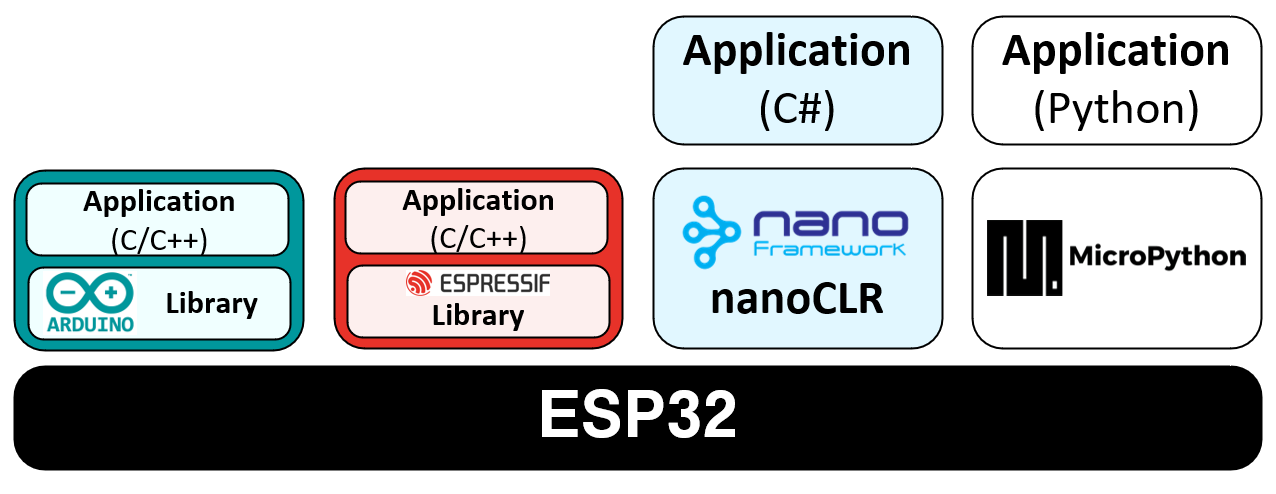 Application
(C#)
Application
(Python)
Application
(C/C++)
ARDUINO
Library
Application
(C/C++)
ESPRESSIF
Library
nano
Framework
nanoCLR
MicroPython
ESP32